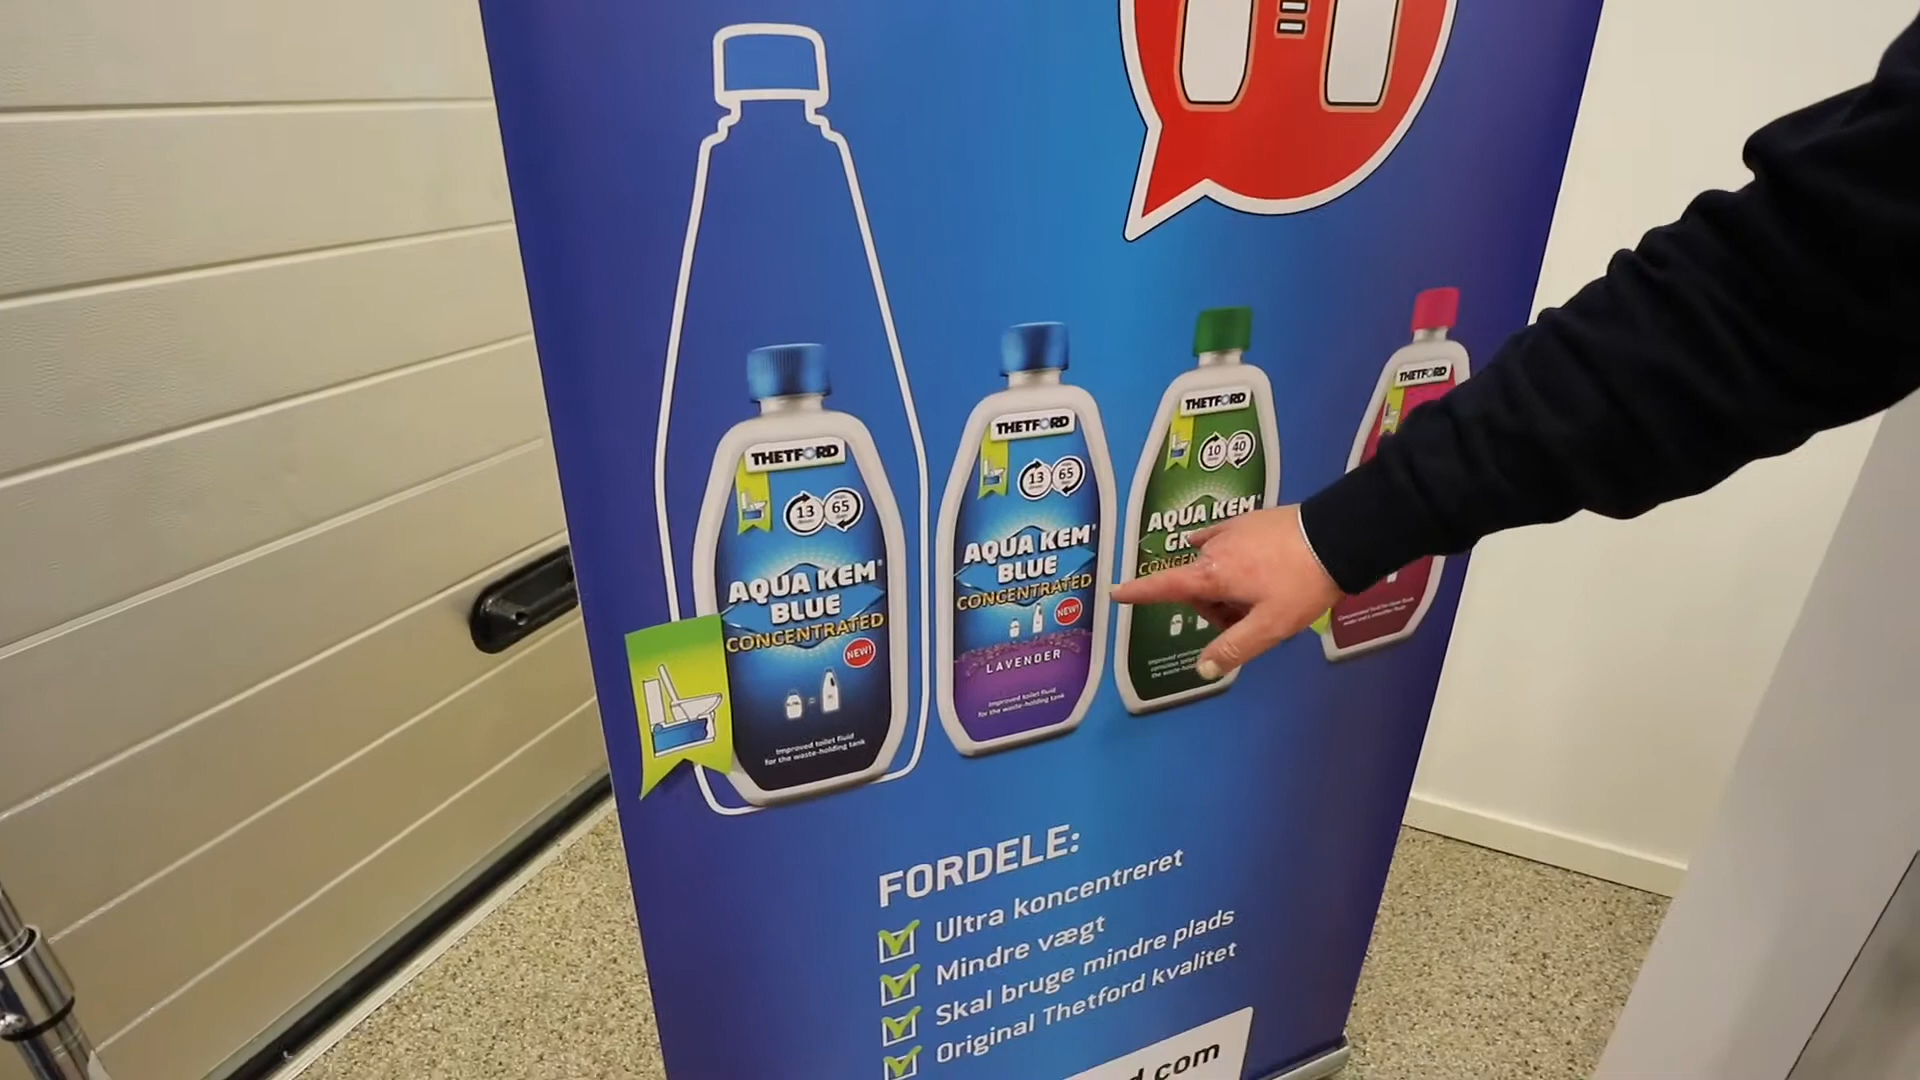 THETFORD
13
65
AQUA KEM®
BLUE
CONCENTRATED
NEW!
Improved toilet fluid
for the waste-holding tank
THETFORD
13
65
AQUA KEM®
BLUE
CONCENTRATED
NEW!
LAVENDER
Improved toilet fluid
for the waste-holding tank
THETFORD
10
40
AQUA KEM
THETFORD
FORDELE:
Ultra koncentreret
Mindre vægt
Skal bruge mindre plads
Original Thetford kvalitet
d.com